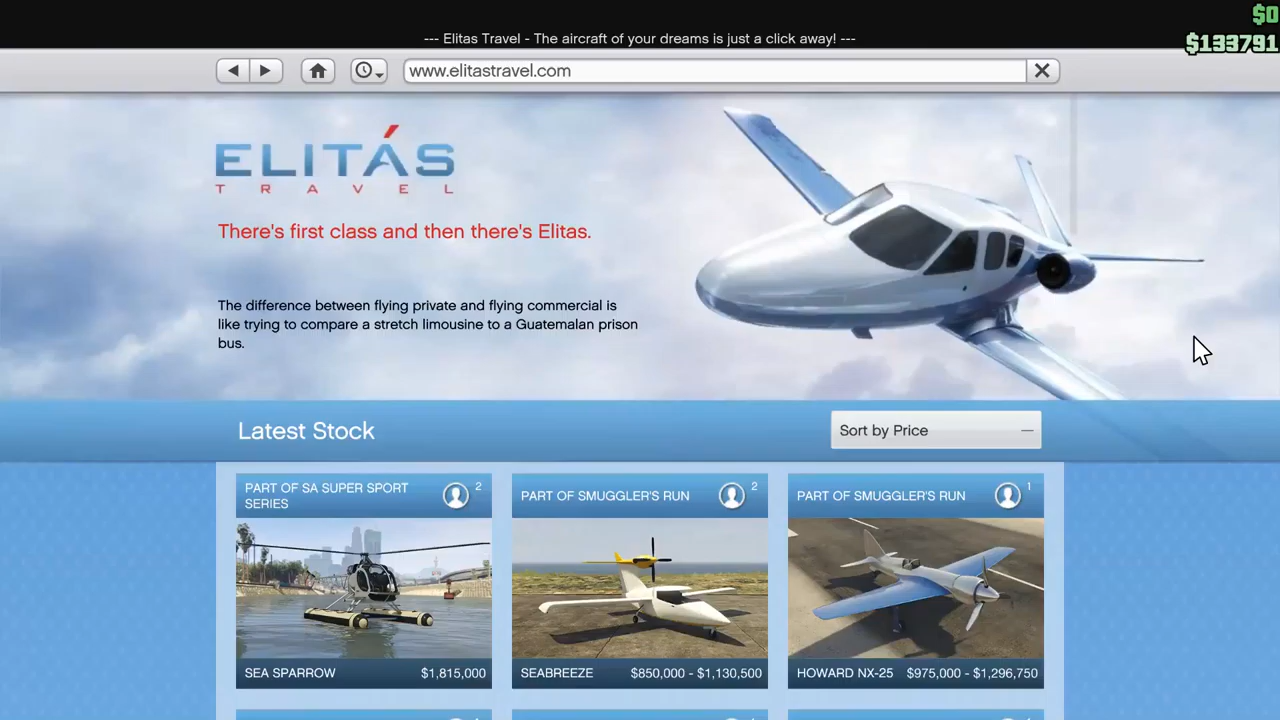 $0
--- Elitas Travel - The aircraft of your dreams is just a click away! ---
$133791
www.elitastravel.com
ELITÁS
TRAVEL
There's first class and then there's Elitas.
The difference between flying private and flying commercial is
like trying to compare a stretch limousine to a Guatemalan prison
bus.
Latest Stock
Sort by Price
PART OF SA SUPER SPORT
SERIES
2
PART OF SMUGGLER'S RUN
2
PART OF SMUGGLER'S RUN
1
SEA SPARROW $1,815,000
SEABREEZE $850,000 - $1,130,500
HOWARD NX-25 $975,000 - $1,296,750